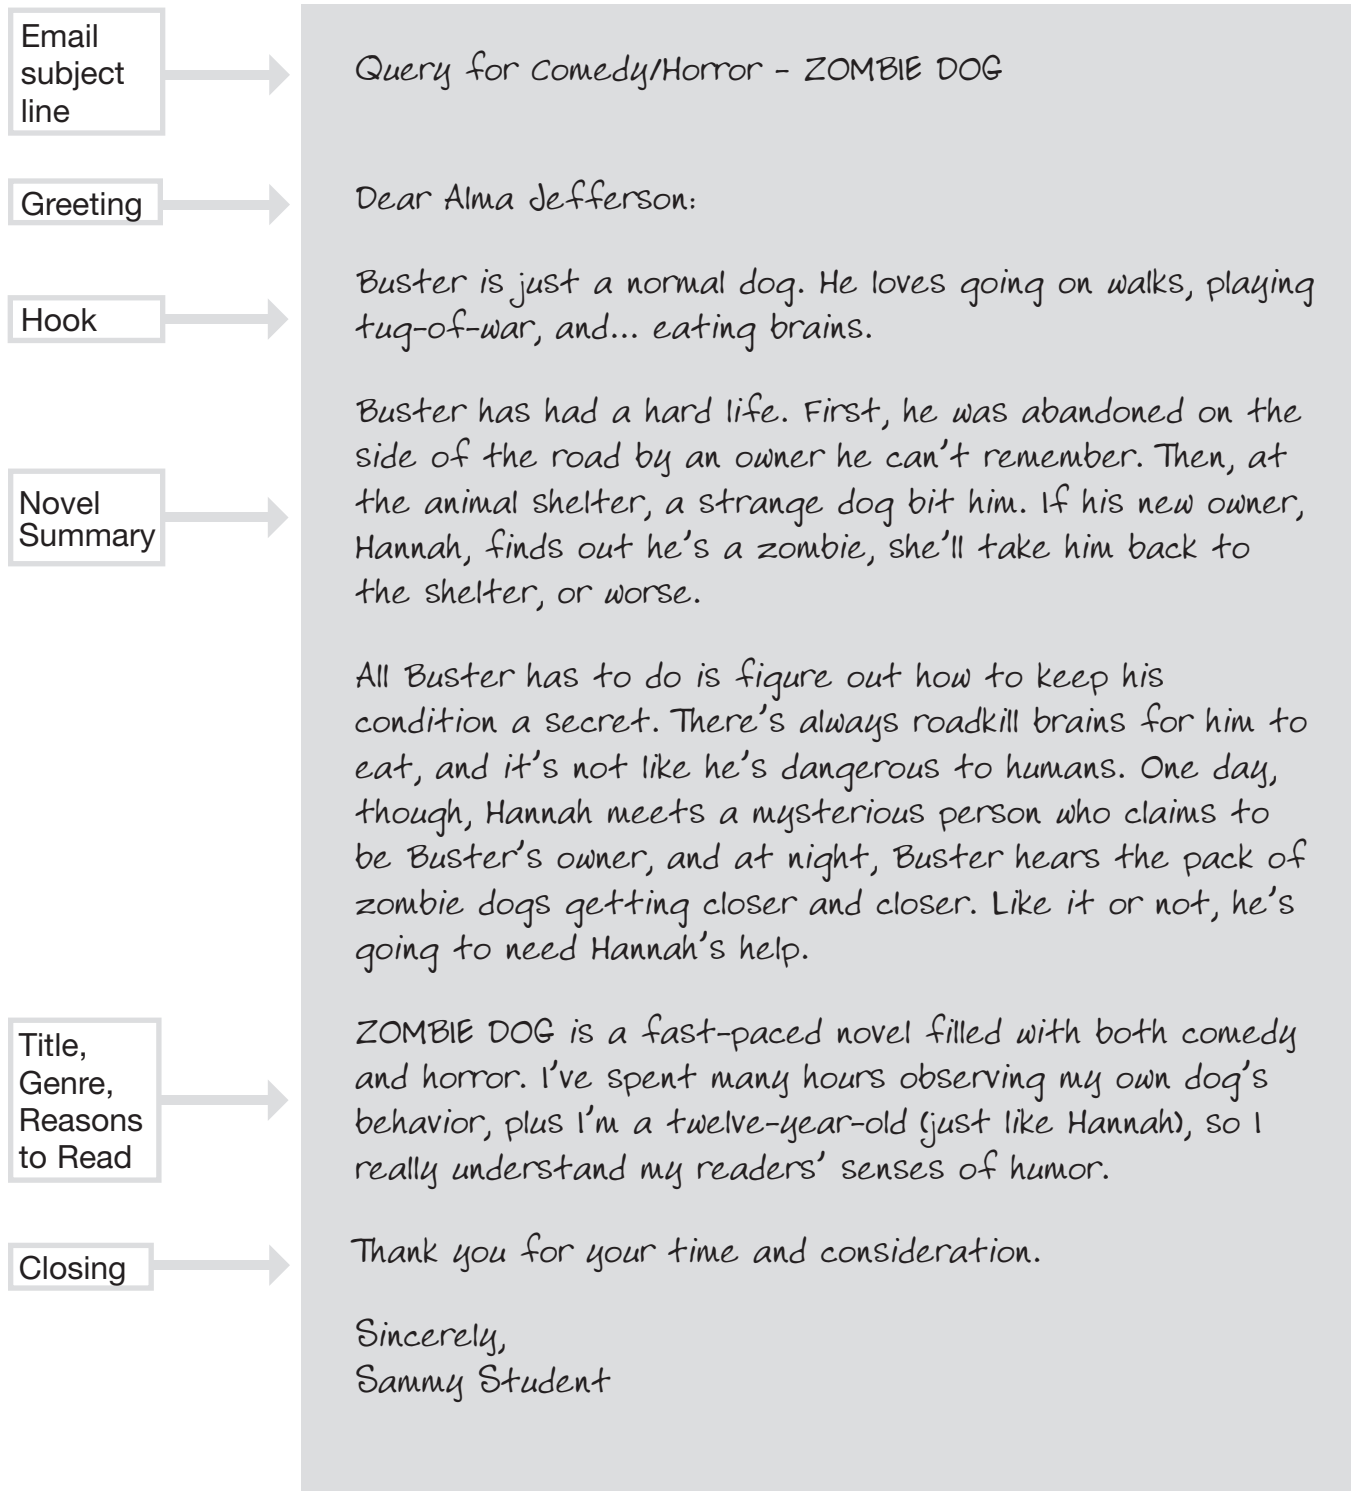 Email
subject
line
Query for Comedy/Horror - ZOMBIE DOG
Greeting
Dear Alma Jefferson:
Hook
Buster is just a normal dog. He loves going on walks, playing
tug-of-war, and... eating brains.
Novel
Summary
Buster has had a hard life. First, he was abandoned on the
side of the road by an owner he can't remember. Then, at
the animal shelter, a strange dog bit him. If his new owner,
Hannah, finds out he's a zombie, she'll take him back to
the shelter, or worse.
All Buster has to do is figure out how to keep his
condition a secret. There's always roadkill brains for him to
eat, and it's not like he's dangerous to humans. One day,
though, Hannah meets a mysterious person who claims to
be Buster's owner, and at night, Buster hears the pack of
zombie dogs getting closer and closer. Like it or not, he's
going to need Hannah's help.
Title,
Genre,
Reasons
to Read
ZOMBIE DOG is a fast-paced novel filled with both comedy
and horror. I've spent many hours observing my own dog's
behavior, plus I'm a twelve-year-old (just like Hannah), so I
really understand my readers' senses of humor.
Closing
Thank you for your time and consideration.
Sincerely,
Sammy Student